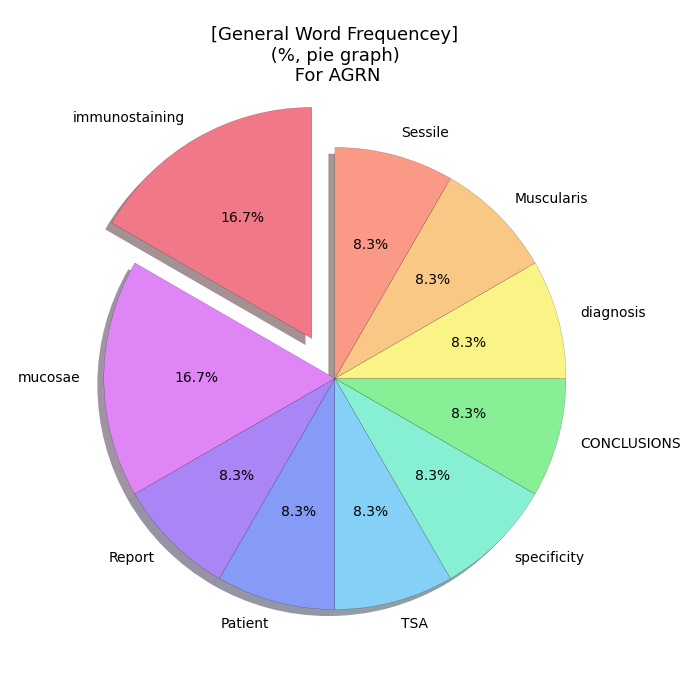 [General Word Frequencey]
(%, pie graph)
For AGRN
immunostaining
Sessile
Muscularis
16.7%
8.3%
8.3%
diagnosis
8.3%
mucosae
16.7%
8.3%
CONCLUSIONS
8.3%
8.3%
8.3%
8.3%
Report
specificity
Patient
TSA